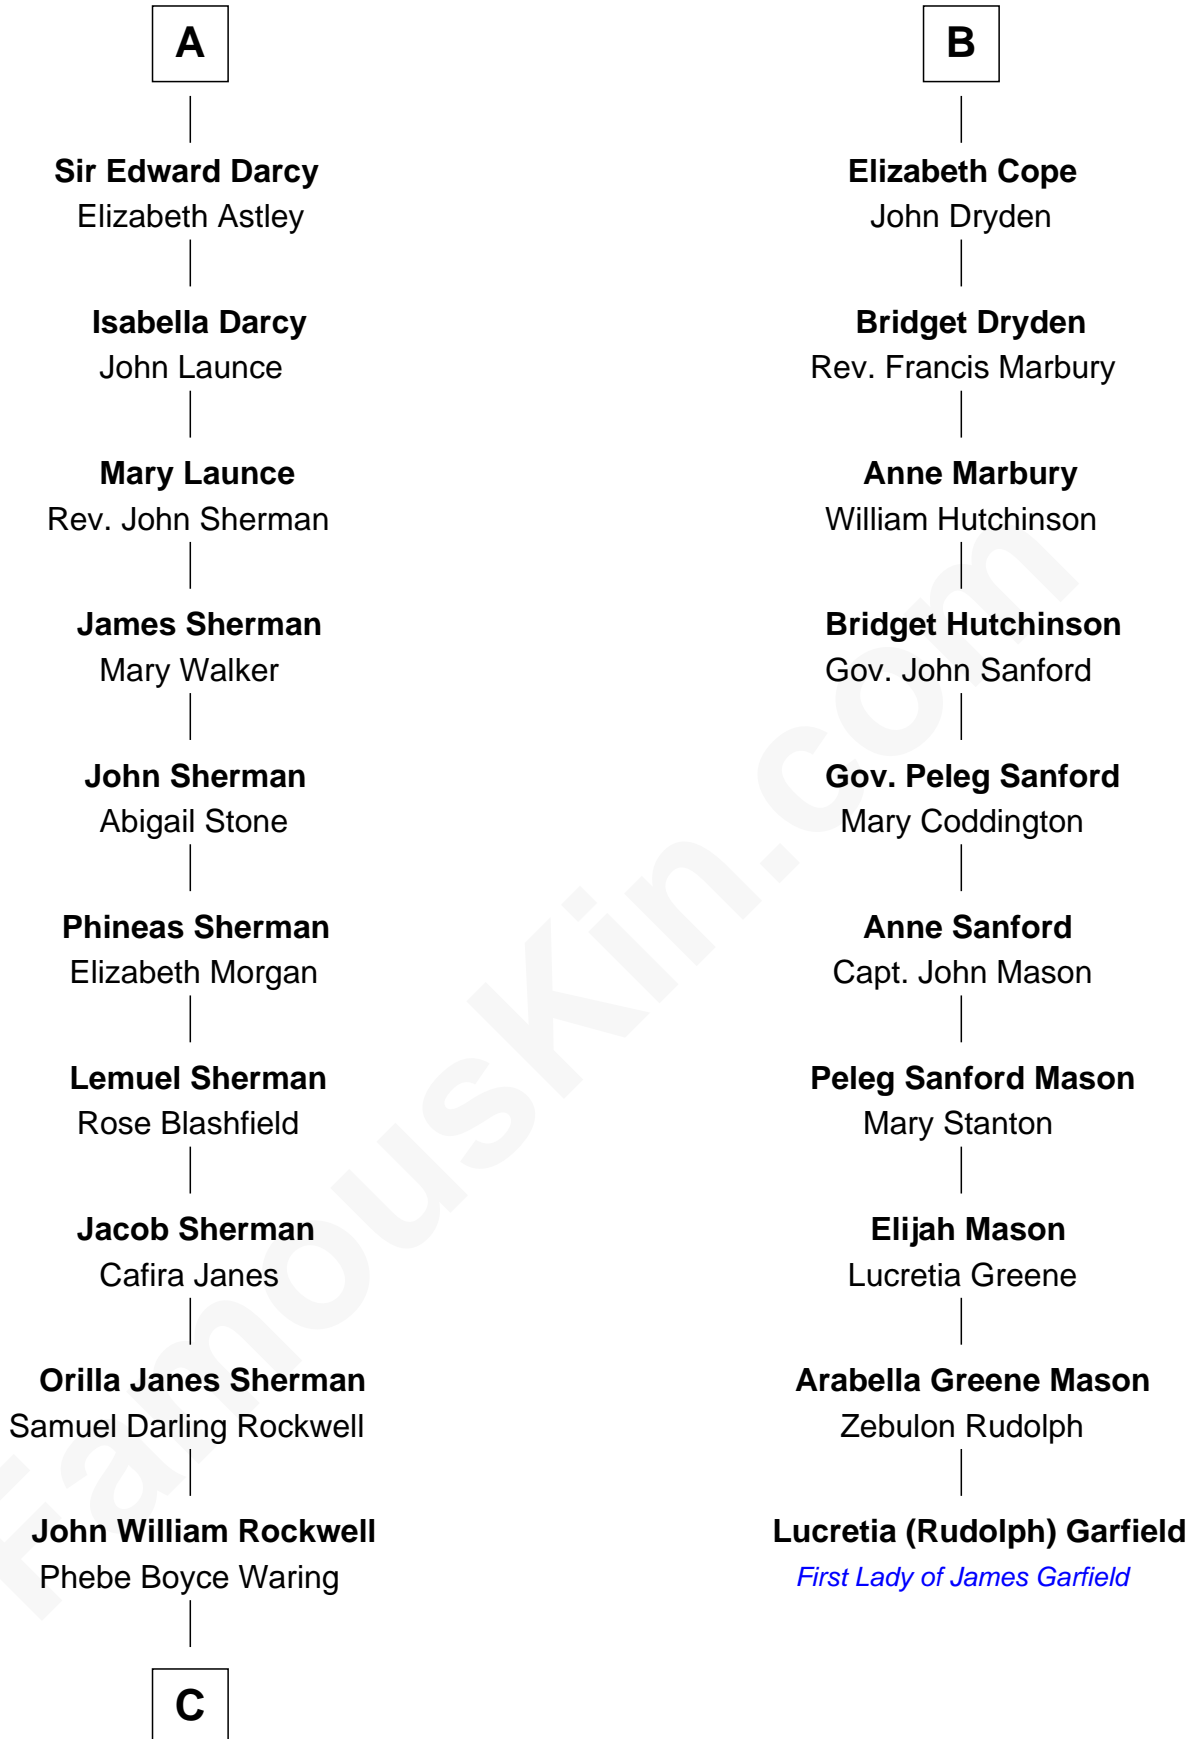 A
Sir Edward Darcy
Elizabeth Astley
Isabella Darcy
John Launce
Mary Launce
Rev. John Sherman
James Sherman
Mary Walker
John Sherman
Abigail Stone
Phineas Sherman
Elizabeth Morgan
Lemuel Sherman
Rose Blashfield
Jacob Sherman
Cafira Janes
Orilla Janes Sherman
Samuel Darling Rockwell
John William Rockwell
Phebe Boyce Waring
C
B
Elizabeth Cope
John Dryden
Bridget Dryden
Rev. Francis Marbury
Anne Marbury
William Hutchinson
Bridget Hutchinson
Gov. John Sanford
Gov. Peleg Sanford
Mary Coddington
Anne Sanford
Capt. John Mason
Peleg Sanford Mason
Mary Stanton
Elijah Mason
Lucretia Greene
Arabella Greene Mason
Zebulon Rudolph
Lucretia (Rudolph) Garfield
First Lady of James Garfield
FamousKin.com